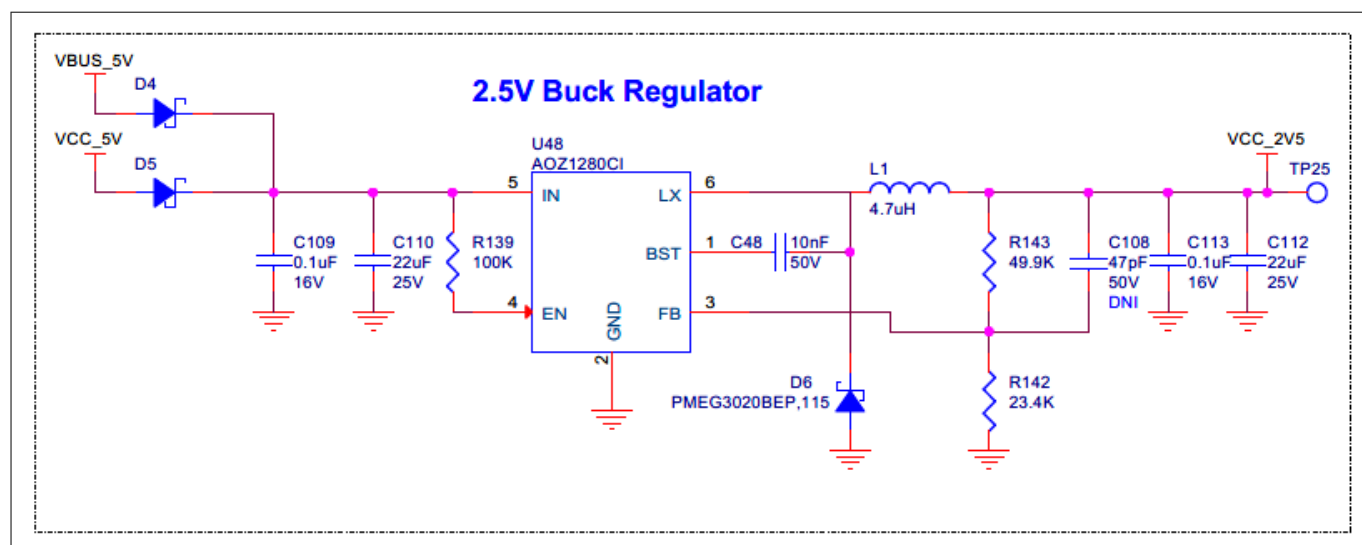 VBUS_5V
D4
2.5V Buck Regulator
VCC_5V
D5
U48
AOZ1280CI
5
IN
LX
6
L1
4.7uH
VCC_2V5
TP25
C109
0.1uF
16V
C110
22uF
25V
R139
100K
BST
1
C48
10nF
50V
R143
49.9K
C108
47pF
50V
DNI
C113
0.1uF
16V
C112
22uF
25V
4
EN
GND
2
FB
3
D6
PMEG3020BEP,115
R142
23.4K